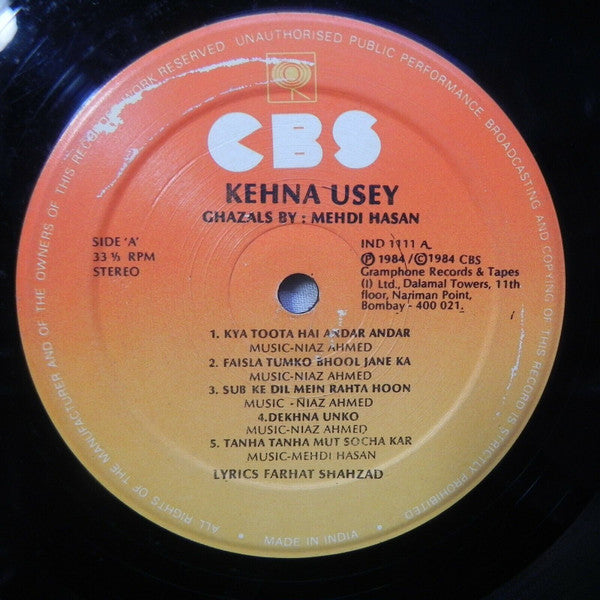 WORK RESERVED UNAUTHORISED PUBLIC PERFORMANCE, BROADCASTING AND COPYING OF THIS RECORD IS STRICTLY PROHIBITED
ALL RIGHTS OF THE MANUFACTURER AND OF THE OWNERS OF THIS RECORDED
CBS
KEHNA USEY
GHAZALS BY : MEHDI HASAN
SIDE 'A'
33 ⅓ RPM
STEREO
IND 1111 A
Ⓟ 1984/©1984 CBS
Gramphone Records & Tapes
(I) Ltd., Dalamal Towers, 11th
floor, Nariman Point,
Bombay - 400 021.
1. KYA TOOTA HAI ANDAR ANDAR
MUSIC-NIAZ AHMED
2. FAISLA TUMKO BHOOL JANE KA
MUSIC-NIAZ AHMED
3. SUB KE DIL MEIN RAHTA HOON
MUSIC - NIAZ AHMED
4.DEKHNA UNKO
MUSIC-NIAZ AHMED
5. TANHA TANHA MUT SOCHA KAR
MUSIC-MEHDI HASAN
LYRICS FARHAT SHAHZAD
MADE IN INDIA